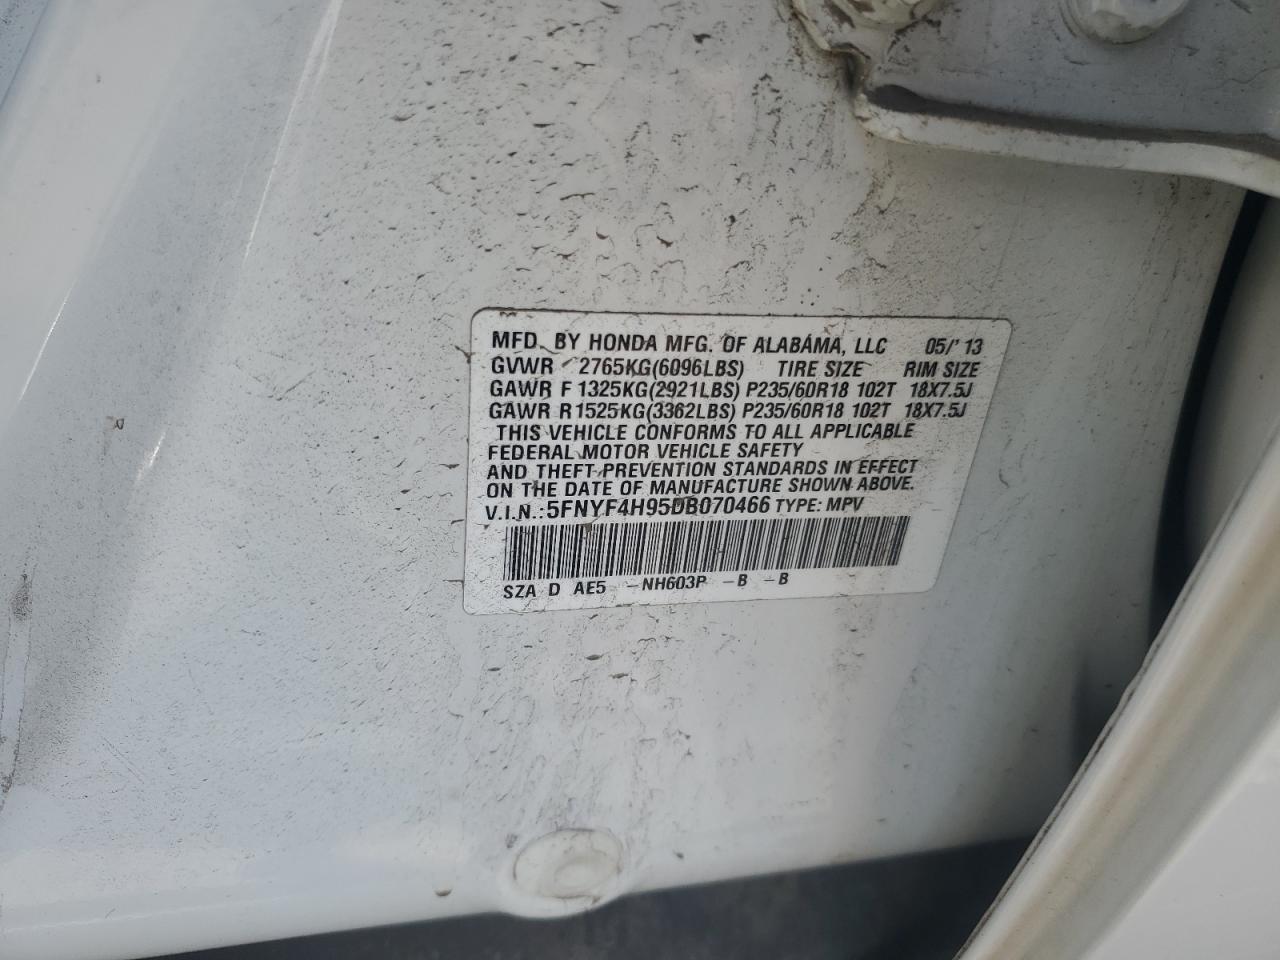 MFD. BY HONDA MFG. OF ALABAMA, LLC 05/'13
GVWR 2765KG(6096LBS) TIRE SIZE RIM SIZE
GAWR F 1325KG(2921LBS) P235/60R18 102T 18X7.5J
GAWR R 1525KG(3362LBS) P235/60R18 102T 18X7.5J
THIS VEHICLE CONFORMS TO ALL APPLICABLE
FEDERAL MOTOR VEHICLE SAFETY
AND THEFT PREVENTION STANDARDS IN EFFECT
ON THE DATE OF MANUFACTURE SHOWN ABOVE.
V.I.N.:5FNYF4H95DB070466 TYPE: MPV
SZA D AE5 -NH603P -B -B